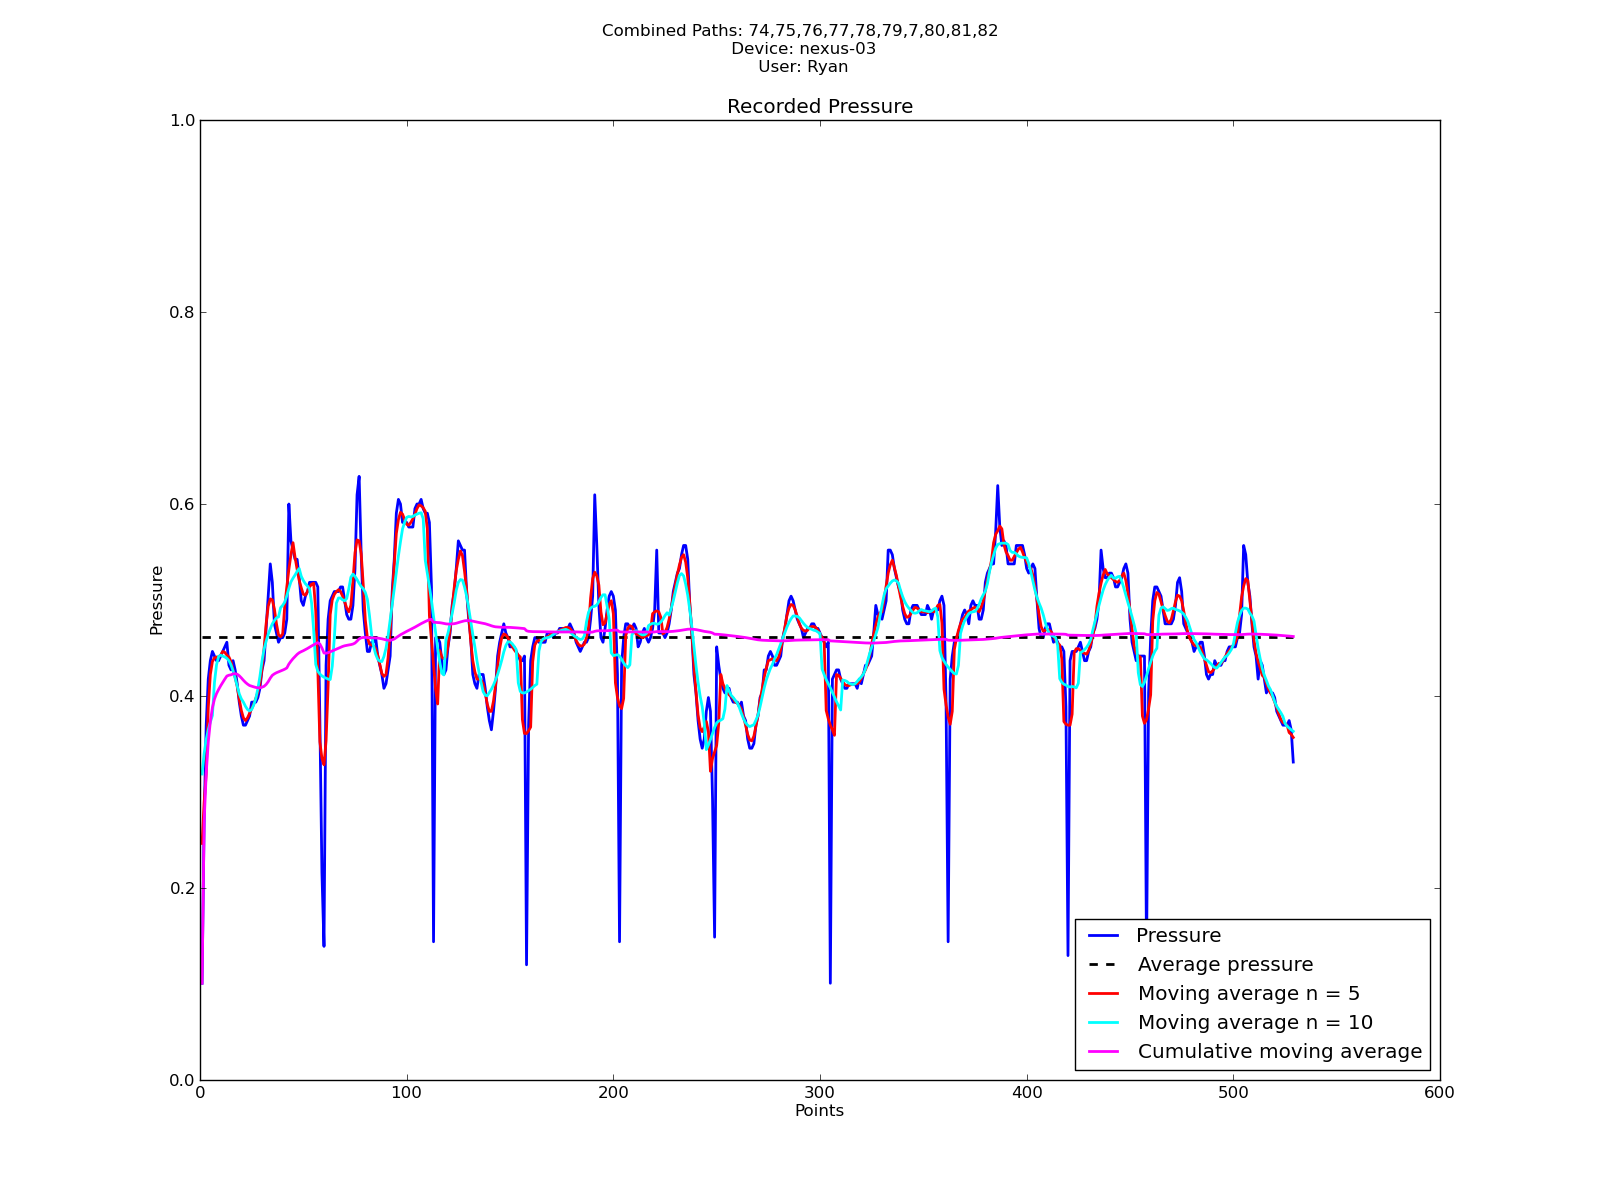 Combined Paths: 74,75,76,77,78,79,7,80,81,82
Device: nexus-03
User: Ryan
Recorded Pressure
1.0
0.8
0.6
0.4
0.2
0.0
Pressure
0
100
200
300
400
500
600
Points
Pressure
Average pressure
Moving average n = 5
Moving average n = 10
Cumulative moving average